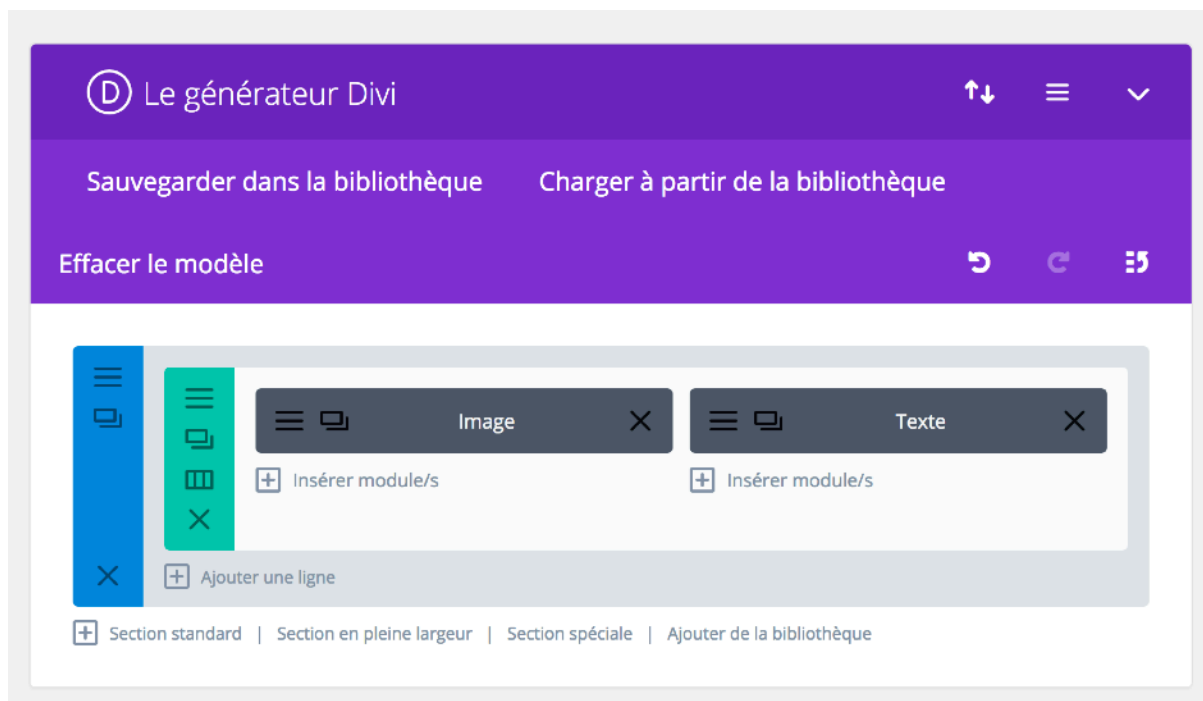 D Le générateur Divi
Sauvegarder dans la bibliothèque Charger à partir de la bibliothèque
Effacer le modèle
Image Texte
Insérer module/s Insérer module/s
Ajouter une ligne
Section standard | Section en pleine largeur | Section spéciale | Ajouter de la bibliothèque